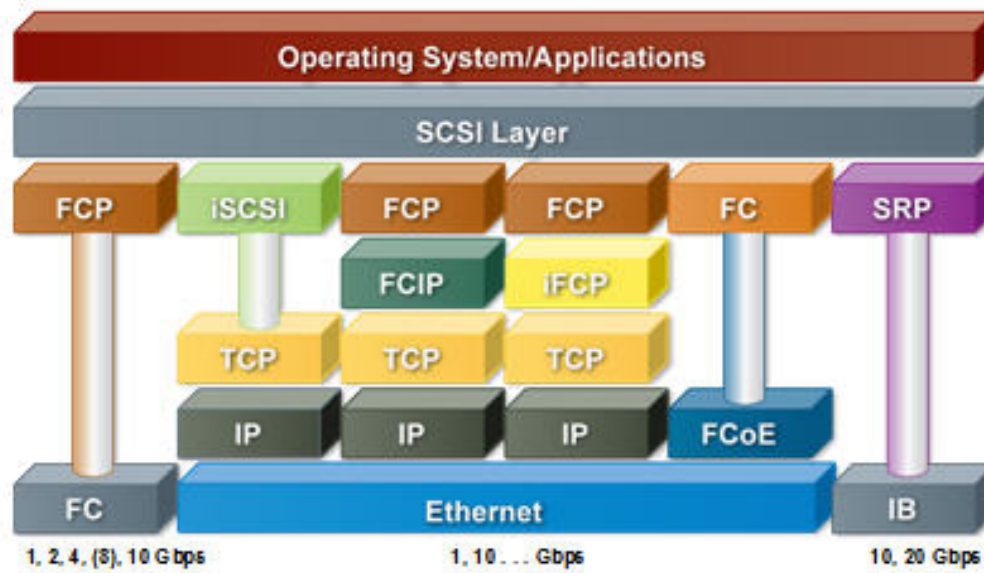 Operating System/Applications
SCSI Layer
FCP iSCSI FCP FCP FC SRP
FCIP iFCP
TCP TCP TCP
IP IP IP FCoE
FC Ethernet IB
1, 2, 4, (8), 10 Gbps 1, 10 . . . Gbps 10, 20 Gbps